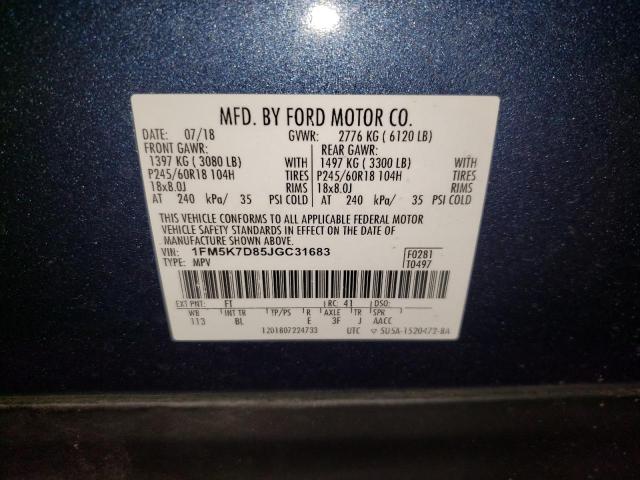 MFD. BY FORD MOTOR CO.
DATE: 07/18 GVWR: 2776 KG ( 6120 LB)
FRONT GAWR: REAR GAWR:
1397 KG ( 3080 LB) WITH 1497 KG ( 3300 LB) WITH
P245/60R18 104H TIRES P245/60R18 104H TIRES
18x8.0J RIMS 18x8.0J RIMS
AT 240 kPa/ 35 PSI COLD AT 240 kPa/ 35 PSI COLD
THIS VEHICLE CONFORMS TO ALL APPLICABLE FEDERAL MOTOR
VEHICLE SAFETY STANDARDS IN EFFECT ON THE DATE OF
MANUFACTURE SHOWN ABOVE.
VIN: 1FM5K7D85JGC31683 F0281
TYPE: MPV T0497
EXT PNT: FT RC: 41 DSO:
WB INT TR TP/PS R AXLE TR SPR
113 BL E 3F J AACC
1201807224733 UTC 5U5A-1520472-BA